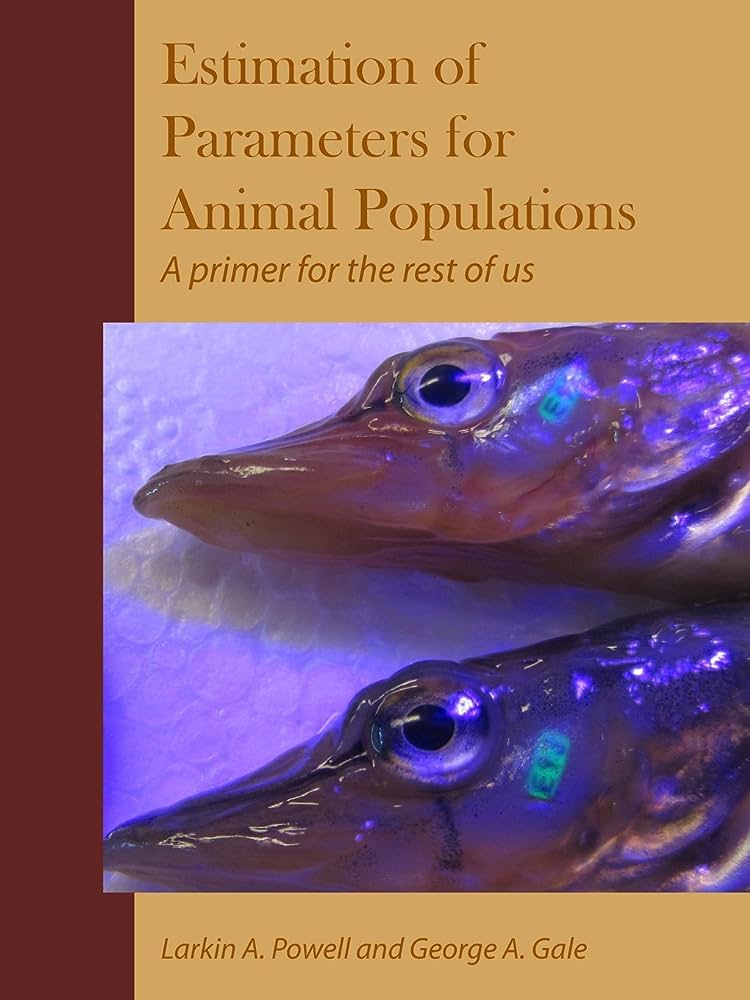 Estimation of
Parameters for
Animal Populations
A primer for the rest of us
Larkin A. Powell and George A. Gale